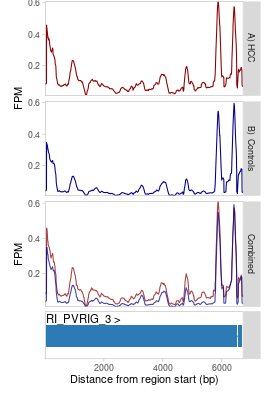 0.6
0.4
0.2
A) HCC
FPM
0.6
0.4
0.2
B) Controls
0.6
0.4
0.2
Combined
FPM
RI_PVRIG_3 >
2000
4000
6000
Distance from region start (bp)